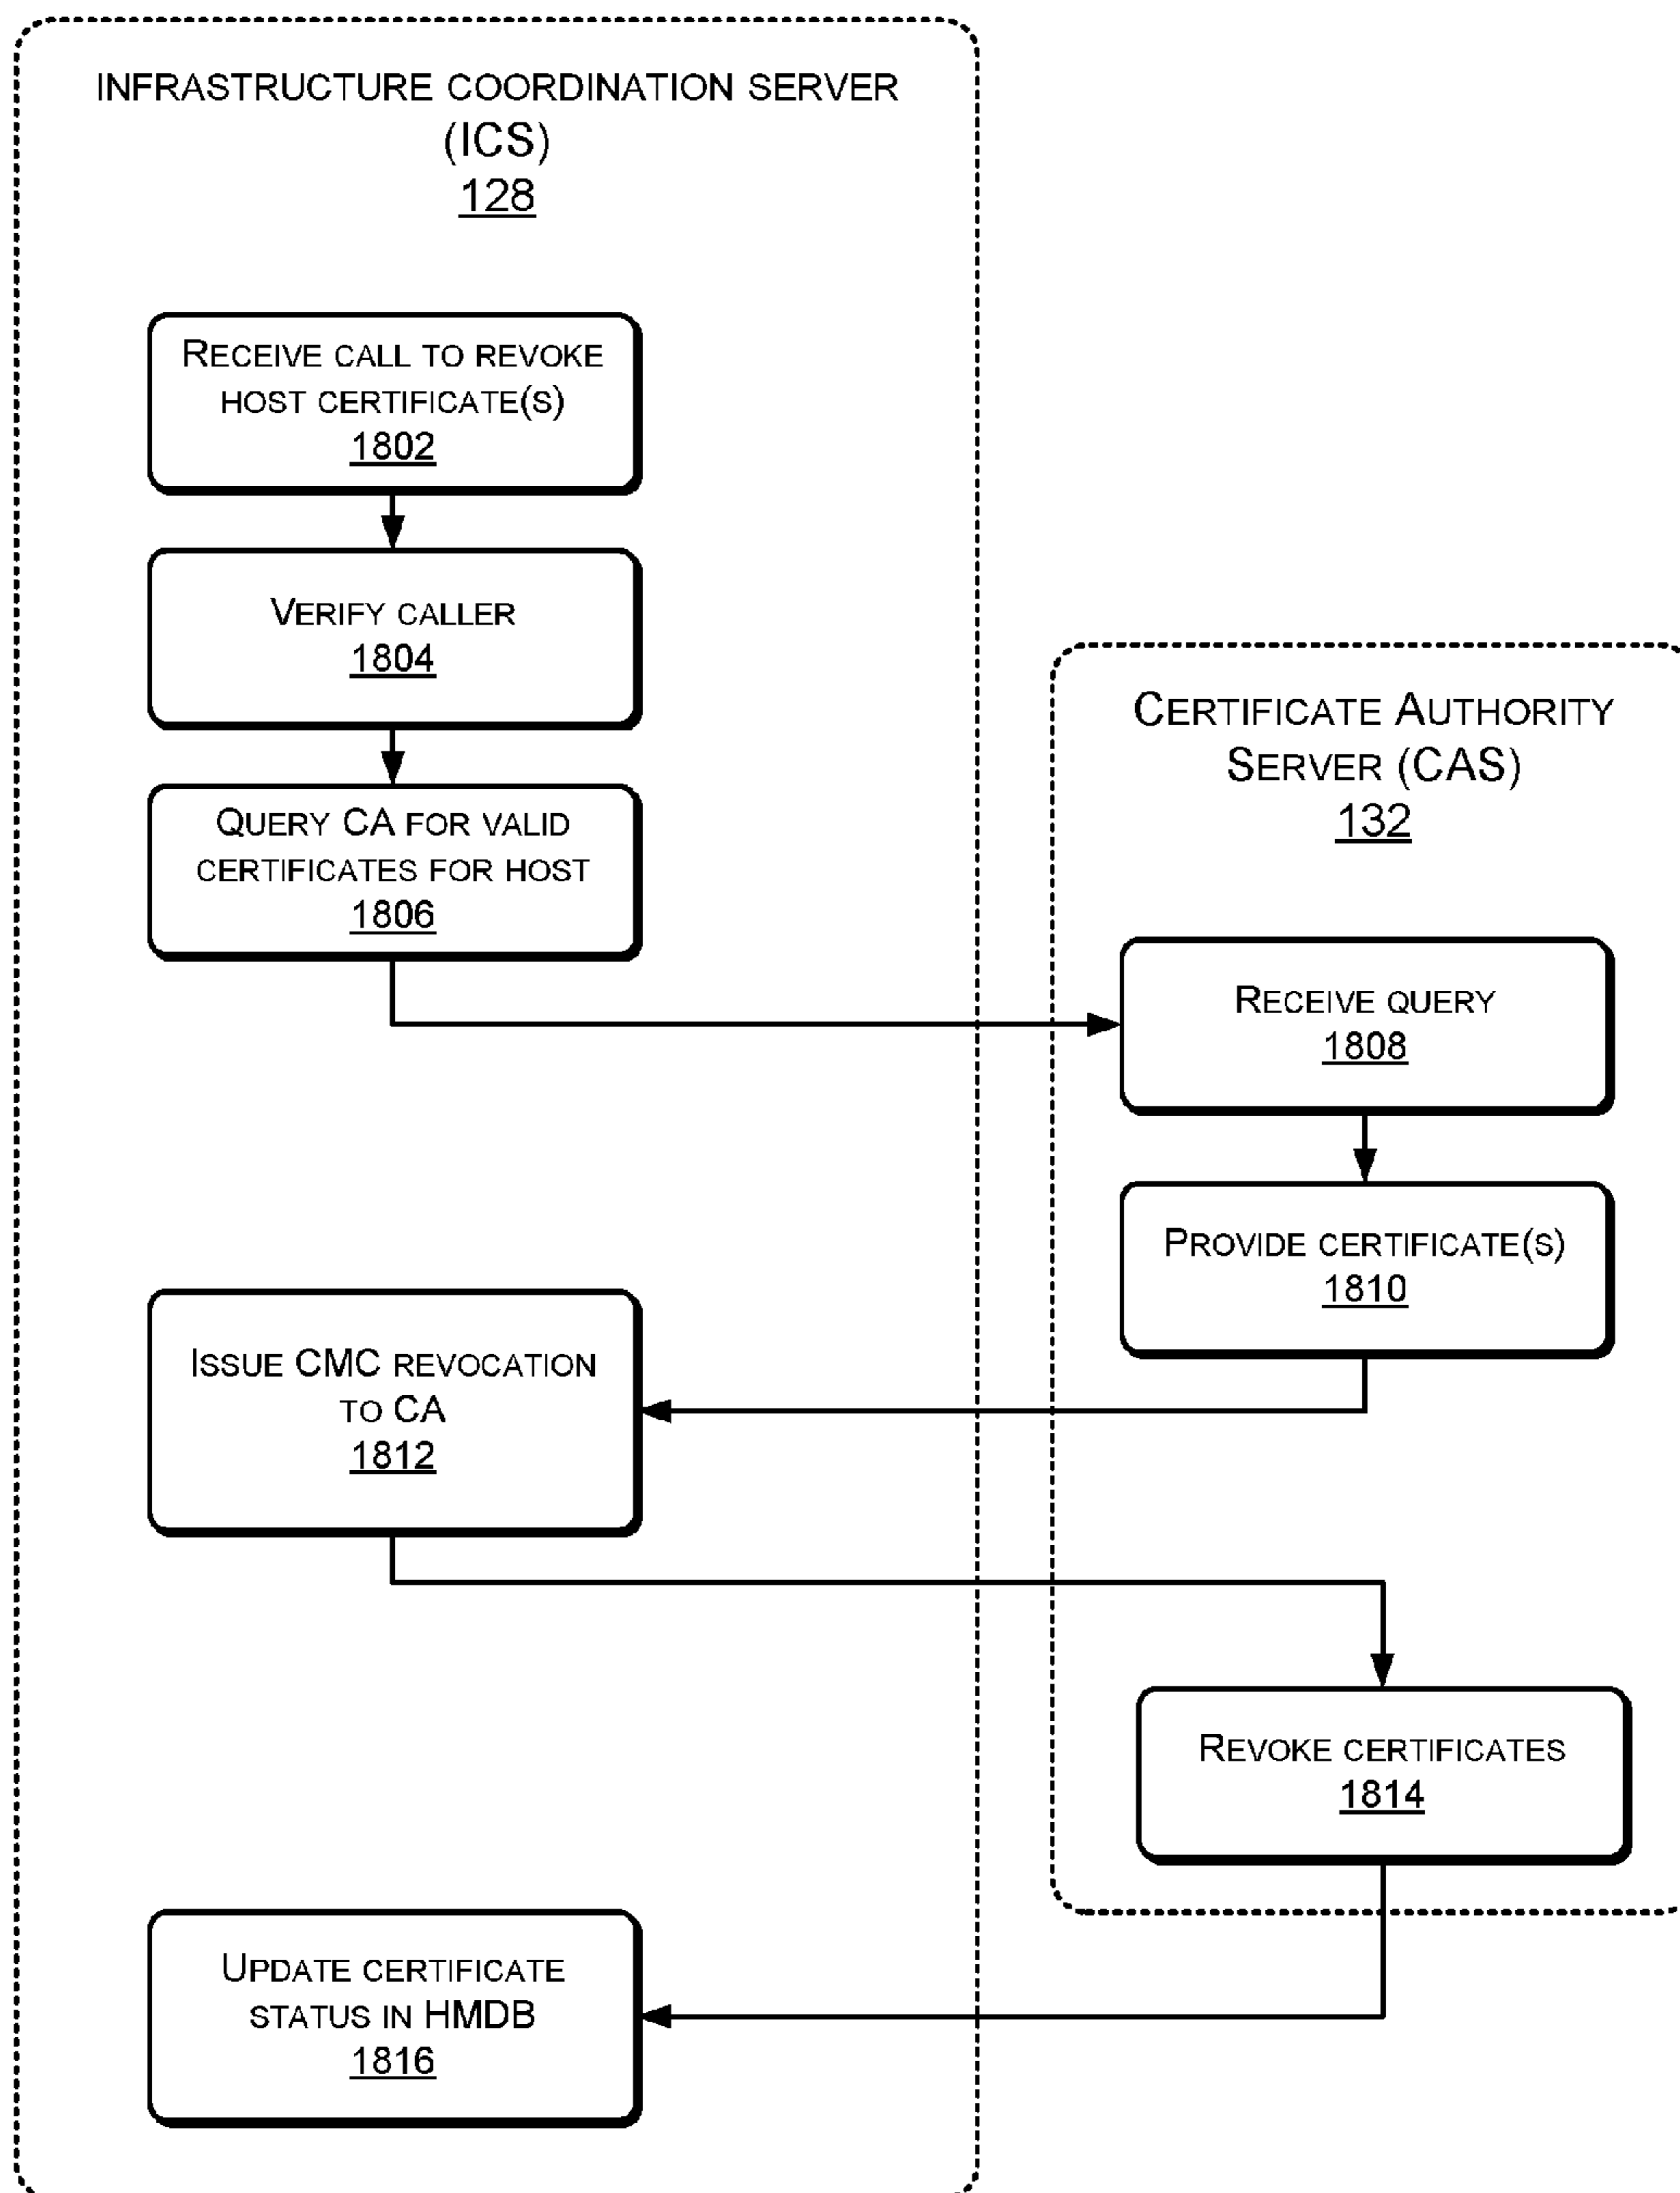 INFRASTRUCTURE COORDINATION SERVER
(ICS)
128
RECEIVE CALL TO REVOKE
HOST CERTIFICATE(S)
1802
VERIFY CALLER
1804
QUERY CA FOR VALID
CERTIFICATES FOR HOST
1806
CERTIFICATE AUTHORITY
SERVER (CAS)
132
RECEIVE QUERY
1808
PROVIDE CERTIFICATE(S)
1810
ISSUE CMC REVOCATION
TO CA
1812
REVOKE CERTIFICATES
1814
UPDATE CERTIFICATE
STATUS IN HMDB
1816